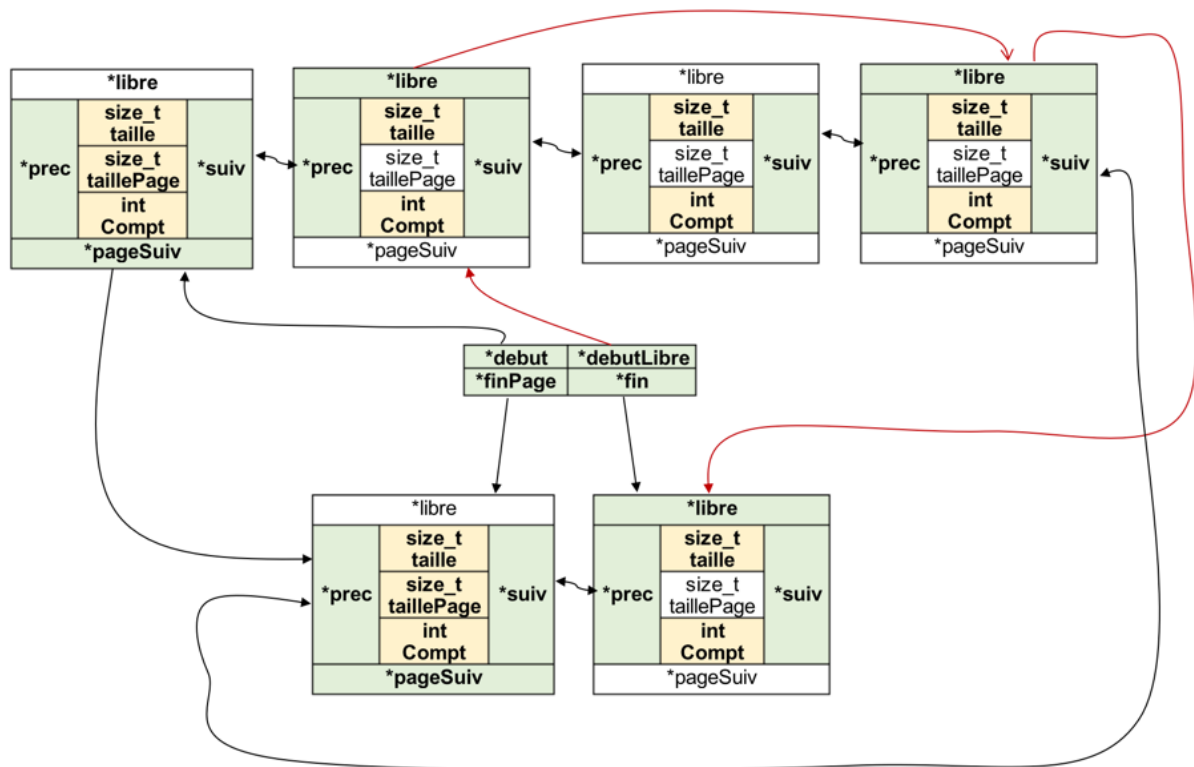 *libre
size_t
taille
*prec
size_t
taillePage
*suiv
int
Compt
*pageSuiv
*libre
size_t
taille
*prec
size_t
taillePage
*suiv
int
Compt
*pageSuiv
*libre
size_t
taille
*prec
size_t
taillePage
*suiv
int
Compt
*pageSuiv
*libre
size_t
taille
*prec
size_t
taillePage
*suiv
int
Compt
*pageSuiv
*debut *debutLibre
*finPage *fin
*libre
size_t
taille
*prec
size_t
taillePage
*suiv
int
Compt
*pageSuiv
*libre
size_t
taille
*prec
size_t
taillePage
*suiv
int
Compt
*pageSuiv